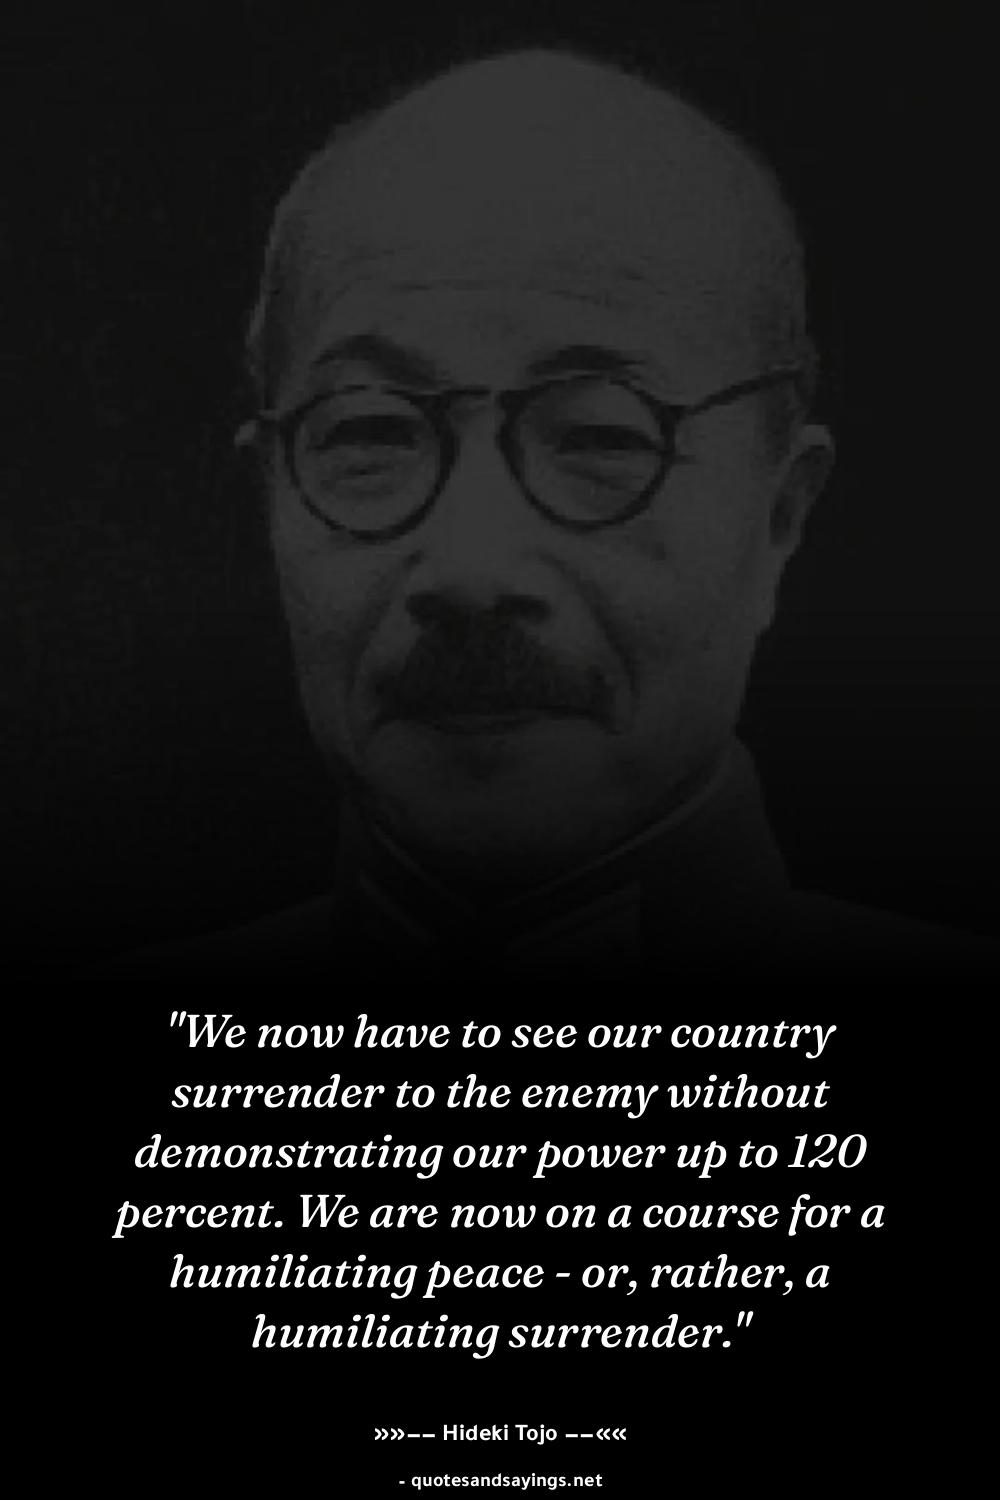 "We now have to see our country
surrender to the enemy without
demonstrating our power up to 120
percent. We are now on a course for a
humiliating peace - or, rather, a
humiliating surrender."
»»–– Hideki Tojo ––««
- quotesandsayings.net